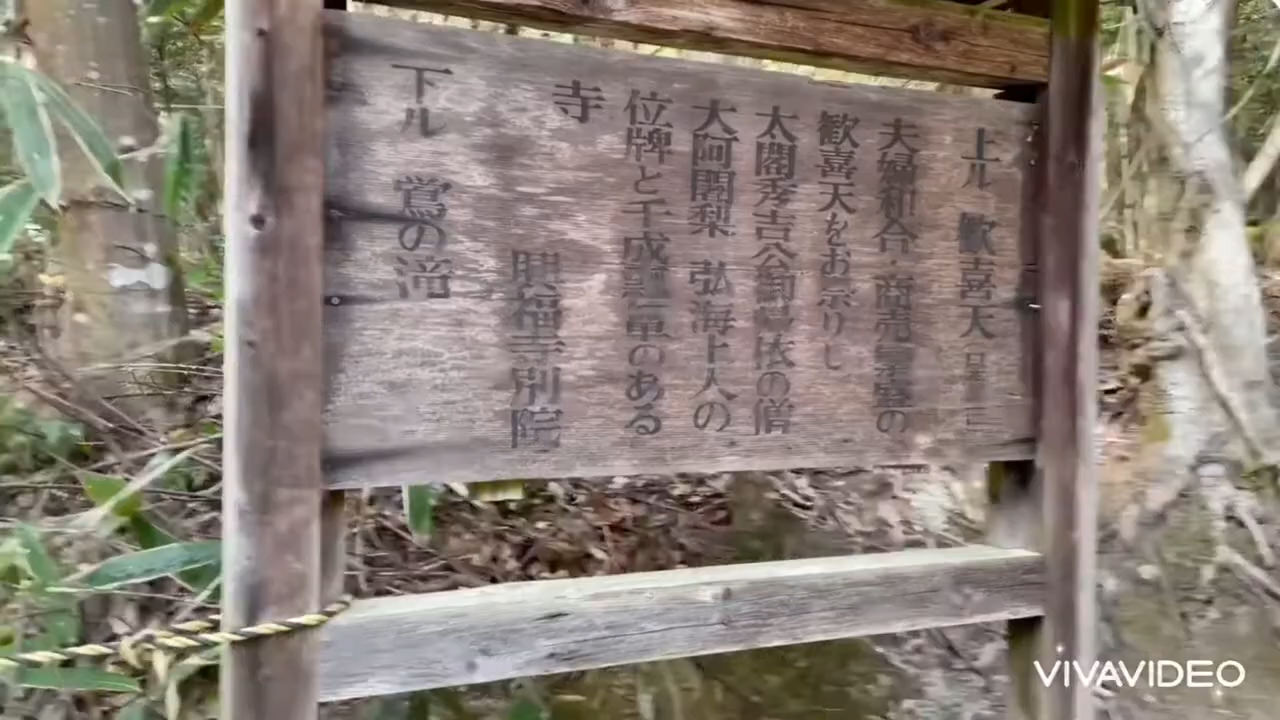 上ル 歓喜天
夫婦和合・商売繁盛の
歓喜天をお祭りし
太閤秀吉公御帰依の僧
大阿闍梨 弘海上人の
位牌と千成瓢箪のある
寺
照福寺別院
下ル 鶯の滝
VIVAVIDEO